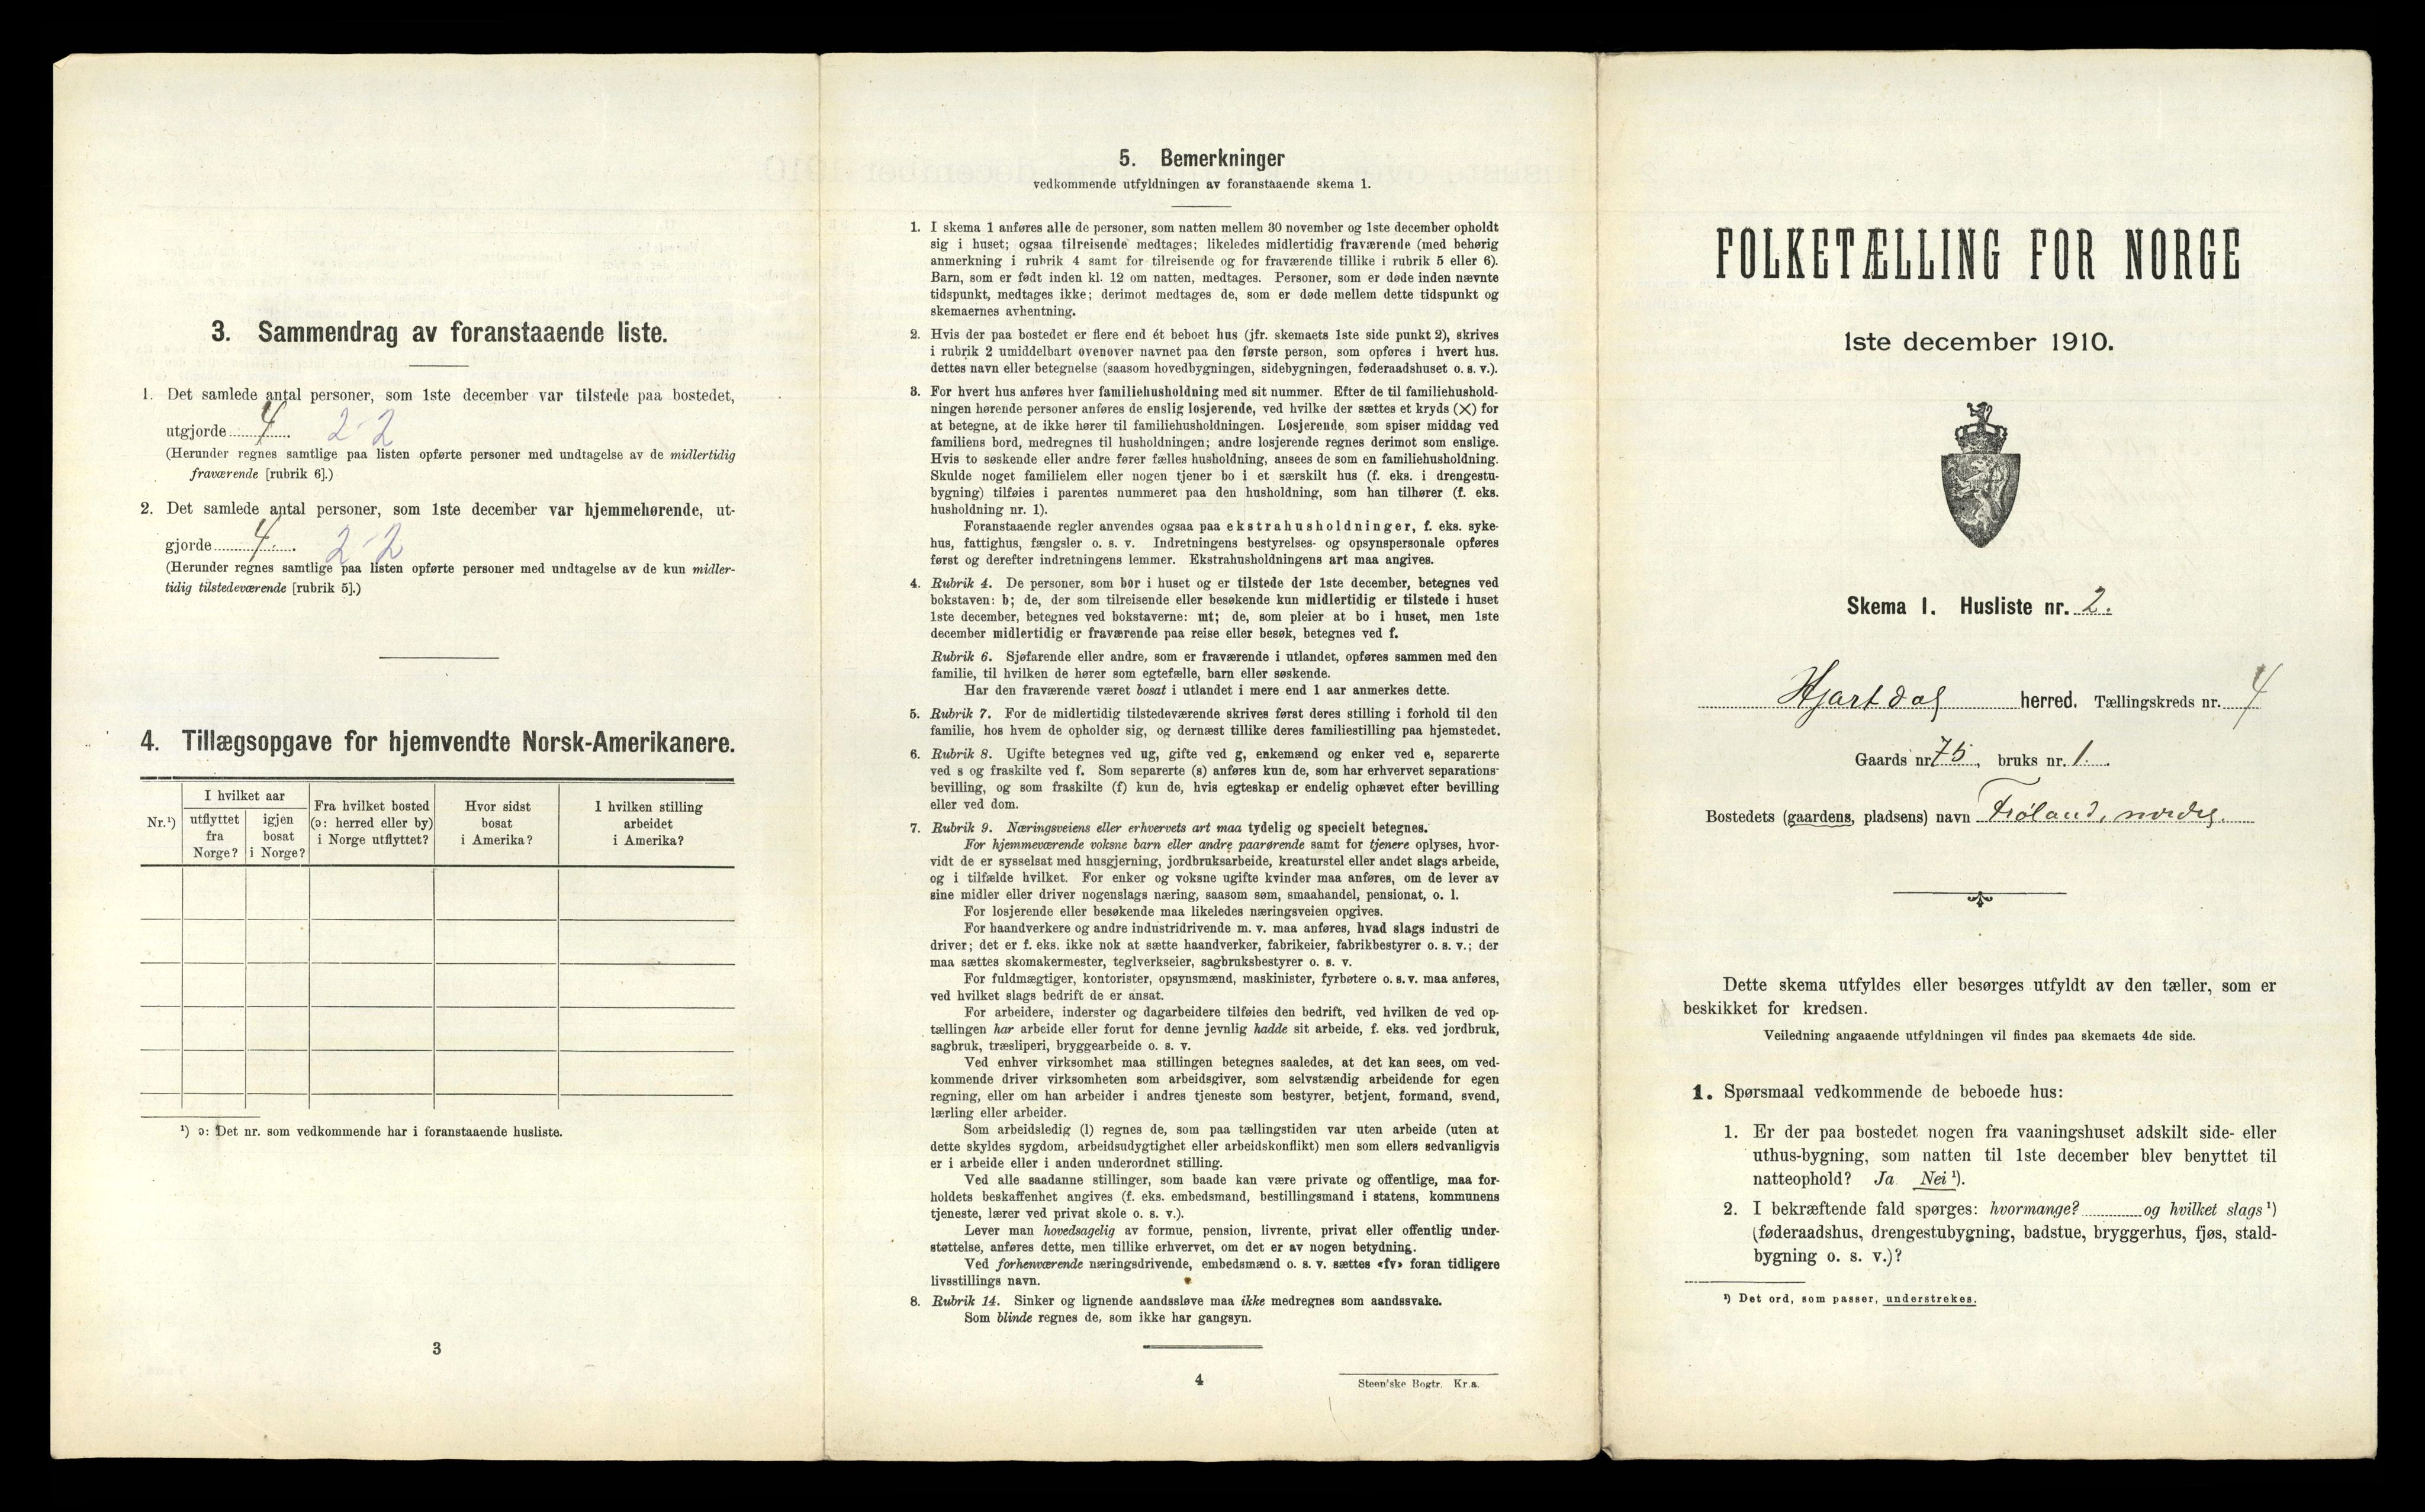 3. Sammendrag av foranstaaende liste.
1. Det samlede antal personer, som 1ste december var tilstede paa bostedet,
utgjorde 4. 2-2
(Herunder regnes samtlige paa listen opførte personer med undtagelse av de midlertidig
fraværende [rubrik 6].)
2. Det samlede antal personer, som 1ste december var hjemmehørende, ut-
gjorde 4. 2-2
(Herunder regnes samtlige paa listen opførte personer med undtagelse av de kun midler-
tidig tilstedeværende [rubrik 5].)
4. Tillægsopgave for hjemvendte Norsk-Amerikanere.
Nr.¹)
I hvilket aar
utflyttet fra Norge?
igjen bosat i Norge?
Fra hvilket bosted (ɔ: herred eller by) i Norge utflyttet?
Hvor sidst bosat i Amerika?
I hvilken stilling arbeidet i Amerika?
¹) ɔ: Det nr. som vedkommende har i foranstaaende husliste.
3
5. Bemerkninger
vedkommende utfyldningen av foranstaaende skema 1.
1. I skema 1 anføres alle de personer, som natten mellem 30 november og 1ste december opholdt
sig i huset; ogsaa tilreisende medtages; likeledes midlertidig fraværende (med behørig
anmerkning i rubrik 4 samt for tilreisende og for fraværende tillike i rubrik 5 eller 6).
Barn, som er født inden kl. 12 om natten, medtages. Personer, som er døde inden nævnte
tidspunkt, medtages ikke; derimot medtages de, som er døde mellem dette tidspunkt og
skemaernes avhentning.
2. Hvis der paa bostedet er flere end ét beboet hus (jfr. skemaets 1ste side punkt 2), skrives
i rubrik 2 umiddelbart ovenover navnet paa den første person, som opføres i hvert hus.
dettes navn eller betegnelse (saasom hovedbygningen, sidebygningen, føderaadshuset o. s. v.).
3. For hvert hus anføres hver familiehusholdning med sit nummer. Efter de til familiehushold-
ningen hørende personer anføres de enslig losjerende, ved hvilke der sættes et kryds (×) for
at betegne, at de ikke hører til familiehusholdningen. Losjerende, som spiser middag ved
familiens bord, medregnes til husholdningen; andre losjerende regnes derimot som enslige.
Hvis to søskende eller andre fører fælles husholdning, ansees de som en familiehusholdning.
Skulde noget familielem eller nogen tjener bo i et særskilt hus (f. eks. i drengestu-
bygning) tilføies i parentes nummeret paa den husholdning, som han tilhører (f. eks.
husholdning nr. 1).
Foranstaaende regler anvendes ogsaa paa ekstrahusholdninger, f. eks. syke-
hus, fattighus, fængsler o. s. v. Indretningens bestyrelses- og opsynspersonale opføres
først og derefter indretningens lemmer. Ekstrahusholdningens art maa angives.
4. Rubrik 4. De personer, som bor i huset og er tilstede der 1ste december, betegnes ved
bokstaven: b; de, der som tilreisende eller besøkende kun midlertidig er tilstede i huset
1ste december, betegnes ved bokstaverne: mt; de, som pleier at bo i huset, men 1ste
december midlertidig er fraværende paa reise eller besøk, betegnes ved f.
Rubrik 6. Sjøfarende eller andre, som er fraværende i utlandet, opføres sammen med den
familie, til hvilken de hører som egtefælle, barn eller søskende.
Har den fraværende været bosat i utlandet i mere end 1 aar anmerkes dette.
5. Rubrik 7. For de midlertidig tilstedeværende skrives først deres stilling i forhold til den
familie, hos hvem de opholder sig, og dernæst tillike deres familiestilling paa hjemstedet.
6. Rubrik 8. Ugifte betegnes ved ug, gifte ved g, enkemænd og enker ved e, separerte
ved s og fraskilte ved f. Som separerte (s) anføres kun de, som har erhvervet separations-
bevilling, og som fraskilte (f) kun de, hvis egteskap er endelig ophævet efter bevilling
eller ved dom.
7. Rubrik 9. Næringsveiens eller erhvervets art maa tydelig og specielt betegnes.
For hjemmeværende voksne barn eller andre paarørende samt for tjenere oplyses, hvor-
vidt de er sysselsat med husgjerning, jordbruksarbeide, kreaturstel eller andet slags arbeide,
og i tilfælde hvilket. For enker og voksne ugifte kvinder maa anføres, om de lever av
sine midler eller driver nogenslags næring, saasom søm, smaahandel, pensionat, o. l.
For losjerende eller besøkende maa likeledes næringsveien opgives.
For haandverkere og andre industridrivende m. v. maa anføres, hvad slags industri de
driver; det er f. eks. ikke nok at sætte haandverker, fabrikeier, fabrikbestyrer o. s. v.; der
maa sættes skomakermester, teglverkseier, sagbruksbestyrer o. s. v.
For fuldmægtiger, kontorister, opsynsmænd, maskinister, fyrbøtere o. s. v. maa anføres,
ved hvilket slags bedrift de er ansat.
For arbeidere, inderster og dagarbeidere tilføies den bedrift, ved hvilken de ved op-
tællingen har arbeide eller forut for denne jevnlig hadde sit arbeide, f. eks. ved jordbruk,
sagbruk, træsliperi, bryggearbeide o. s. v.
Ved enhver virksomhet maa stillingen betegnes saaledes, at det kan sees, om ved-
kommende driver virksomheten som arbeidsgiver, som selvstændig arbeidende for egen
regning, eller om han arbeider i andres tjeneste som bestyrer, betjent, formand, svend,
lærling eller arbeider.
Som arbeidsledig (l) regnes de, som paa tællingstiden var uten arbeide (uten at
dette skyldes sygdom, arbeidsudygtighet eller arbeidskonflikt) men som ellers sedvanligvis
er i arbeide eller i anden underordnet stilling.
Ved alle saadanne stillinger, som baade kan være private og offentlige, maa for-
holdets beskaffenhet angives (f. eks. embedsmand, bestillingsmand i statens, kommunens
tjeneste, lærer ved privat skole o. s. v.).
Lever man hovedsagelig av formue, pension, livrente, privat eller offentlig under-
støttelse, anføres dette, men tillike erhvervet, om det er av nogen betydning.
Ved forhenværende næringsdrivende, embedsmænd o. s. v. sættes «fv» foran tidligere
livsstillings navn.
8. Rubrik 14. Sinker og lignende aandssløve maa ikke medregnes som aandssvake.
Som blinde regnes de, som ikke har gangsyn.
4
Steen'ske Bogtr. Kr.a.
FOLKETÆLLING FOR NORGE
1ste december 1910.
Skema 1. Husliste nr. 2.
Hjartdal herred. Tællingskreds nr. 4
Gaards nr. 75, bruks nr. 1.
Bostedets (gaardens, pladsens) navn Frøland, nordre.
Dette skema utfyldes eller besørges utfyldt av den tæller, som er
beskikket for kredsen.
Veiledning angaaende utfyldningen vil findes paa skemaets 4de side.
1. Spørsmaal vedkommende de beboede hus:
1. Er der paa bostedet nogen fra vaaningshuset adskilt side- eller
uthus-bygning, som natten til 1ste december blev benyttet til
natteophold? Ja Nei¹).
2. I bekræftende fald spørges: hvormange? og hvilket slags¹)
(føderaadshus, drengestubygning, badstue, bryggerhus, fjøs, stald-
bygning o. s. v.)?
¹) Det ord, som passer, understrekes.